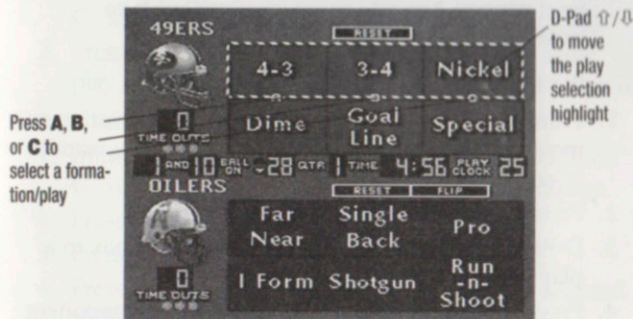 49ERS
RESET
4-3 3-4 Nickel
Dime Goal Line Special
0
TIME OUTS
1 AND 10 BALL ON 28 QTR 1 TIME 4:56 PLAY CLOCK 25
OILERS
RESET FLIP
Far Near Single Back Pro
I Form Shotgun Run -n- Shoot
0
TIME OUTS
Press A, B,
or C to
select a forma-
tion/play
D-Pad ⇧/⇩
to move
the play
selection
highlight